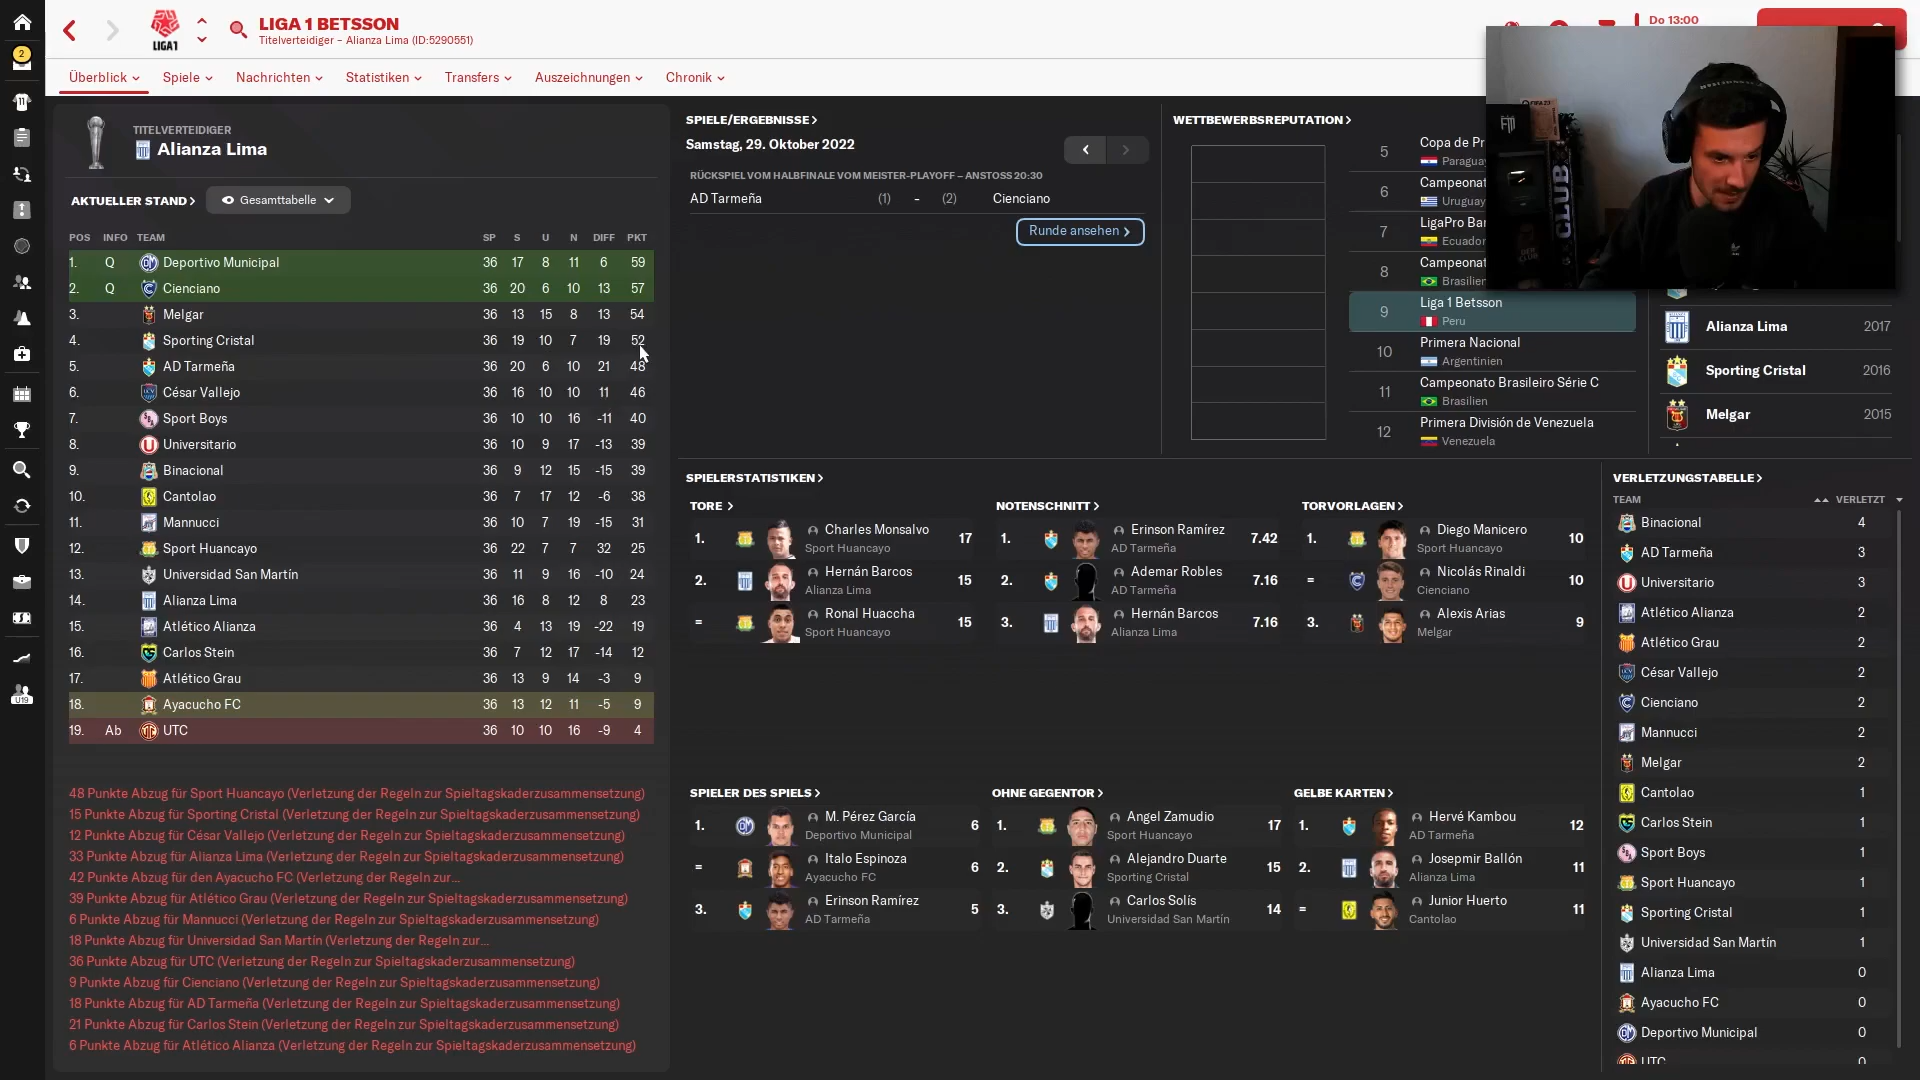 2
LIGA 1
LIGA 1 BETSSON
Titelverteidiger – Alianza Lima (ID:5290551)
Do 13:00
Überblick
Spiele
Nachrichten
Statistiken
Transfers
Auszeichnungen
Chronik
TITELVERTEIDIGER
Alianza Lima
AKTUELLER STAND
Gesamttabelle
POS INFO TEAM SP S U N DIFF PKT
1. Q Deportivo Municipal 36 17 8 11 6 59
2. Q Cienciano 36 20 6 10 13 57
3. Melgar 36 13 15 8 13 54
4. Sporting Cristal 36 19 10 7 19 52
5. AD Tarmeña 36 20 6 10 21 48
6. César Vallejo 36 16 10 10 11 46
7. Sport Boys 36 10 10 16 -11 40
8. Universitario 36 10 9 17 -13 39
9. Binacional 36 9 12 15 -15 39
10. Cantolao 36 7 17 12 -6 38
11. Mannucci 36 10 7 19 -15 31
12. Sport Huancayo 36 22 7 7 32 25
13. Universidad San Martín 36 11 9 16 -10 24
14. Alianza Lima 36 16 8 12 8 23
15. Atlético Alianza 36 4 13 19 -22 19
16. Carlos Stein 36 7 12 17 -14 12
17. Atlético Grau 36 13 9 14 -3 9
18. Ayacucho FC 36 13 12 11 -5 9
19. Ab UTC 36 10 10 16 -9 4
48 Punkte Abzug für Sport Huancayo (Verletzung der Regeln zur Spieltagskaderzusammensetzung)
15 Punkte Abzug für Sporting Cristal (Verletzung der Regeln zur Spieltagskaderzusammensetzung)
12 Punkte Abzug für César Vallejo (Verletzung der Regeln zur Spieltagskaderzusammensetzung)
33 Punkte Abzug für Alianza Lima (Verletzung der Regeln zur Spieltagskaderzusammensetzung)
42 Punkte Abzug für den Ayacucho FC (Verletzung der Regeln zur...
39 Punkte Abzug für Atlético Grau (Verletzung der Regeln zur Spieltagskaderzusammensetzung)
6 Punkte Abzug für Mannucci (Verletzung der Regeln zur Spieltagskaderzusammensetzung)
18 Punkte Abzug für Universidad San Martín (Verletzung der Regeln zur...
36 Punkte Abzug für UTC (Verletzung der Regeln zur Spieltagskaderzusammensetzung)
9 Punkte Abzug für Cienciano (Verletzung der Regeln zur Spieltagskaderzusammensetzung)
18 Punkte Abzug für AD Tarmeña (Verletzung der Regeln zur Spieltagskaderzusammensetzung)
21 Punkte Abzug für Carlos Stein (Verletzung der Regeln zur Spieltagskaderzusammensetzung)
6 Punkte Abzug für Atlético Alianza (Verletzung der Regeln zur Spieltagskaderzusammensetzung)
SPIELE/ERGEBNISSE
Samstag, 29. Oktober 2022
RÜCKSPIEL VOM HALBFINALE VOM MEISTER-PLAYOFF – ANSTOSS 20:30
AD Tarmeña (1) - (2) Cienciano
Runde ansehen
WETTBEWERBSREPUTATION
5 Copa de Pr
Paraguay
6 Campeonat
Uruguay
7 LigaPro Ban
Ecuador
8 Campeonat
Brasilien
9 Liga 1 Betsson
Peru
10 Primera Nacional
Argentinien
11 Campeonato Brasileiro Série C
Brasilien
12 Primera División de Venezuela
Venezuela
FIFA 23
CLUB
Alianza Lima 2017
Sporting Cristal 2016
Melgar 2015
SPIELERSTATISTIKEN
TORE
1. Charles Monsalvo 17
Sport Huancayo
2. Hernán Barcos 15
Alianza Lima
= Ronal Huaccha 15
Sport Huancayo
NOTENSCHNITT
1. Erinson Ramírez 7.42
AD Tarmeña
2. Ademar Robles 7.16
AD Tarmeña
3. Hernán Barcos 7.16
Alianza Lima
TORVORLAGEN
1. Diego Manicero 10
Sport Huancayo
= Nicolás Rinaldi 10
Cienciano
3. Alexis Arias 9
Melgar
SPIELER DES SPIELS
1. M. Pérez García 6
Deportivo Municipal
= Italo Espinoza 6
Ayacucho FC
3. Erinson Ramírez 5
AD Tarmeña
OHNE GEGENTOR
1. Angel Zamudio 17
Sport Huancayo
2. Alejandro Duarte 15
Sporting Cristal
3. Carlos Solís 14
Universidad San Martín
GELBE KARTEN
1. Hervé Kambou 12
AD Tarmeña
2. Josepmir Ballón 11
Alianza Lima
= Junior Huerto 11
Cantolao
VERLETZUNGSTABELLE
TEAM VERLETZT
Binacional 4
AD Tarmeña 3
Universitario 3
Atlético Alianza 2
Atlético Grau 2
César Vallejo 2
Cienciano 2
Mannucci 2
Melgar 2
Cantolao 1
Carlos Stein 1
Sport Boys 1
Sport Huancayo 1
Sporting Cristal 1
Universidad San Martín 1
Alianza Lima 0
Ayacucho FC 0
Deportivo Municipal 0
UTC 0